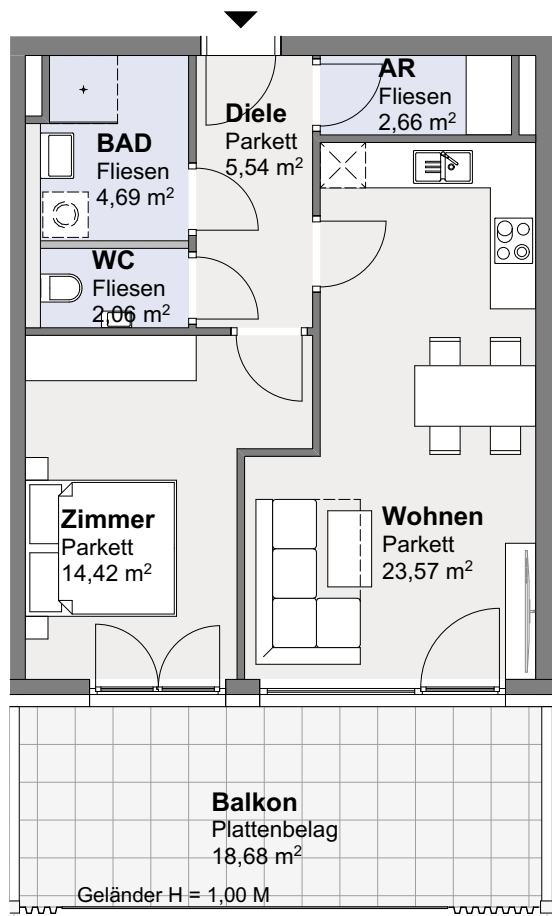 AR
Fliesen
2,66 m²
Diele
Parkett
5,54 m²
BAD
Fliesen
4,69 m²
WC
Fliesen
2,06 m²
Zimmer
Parkett
14,42 m²
Wohnen
Parkett
23,57 m²
Balkon
Plattenbelag
18,68 m²
Geländer H = 1,00 M